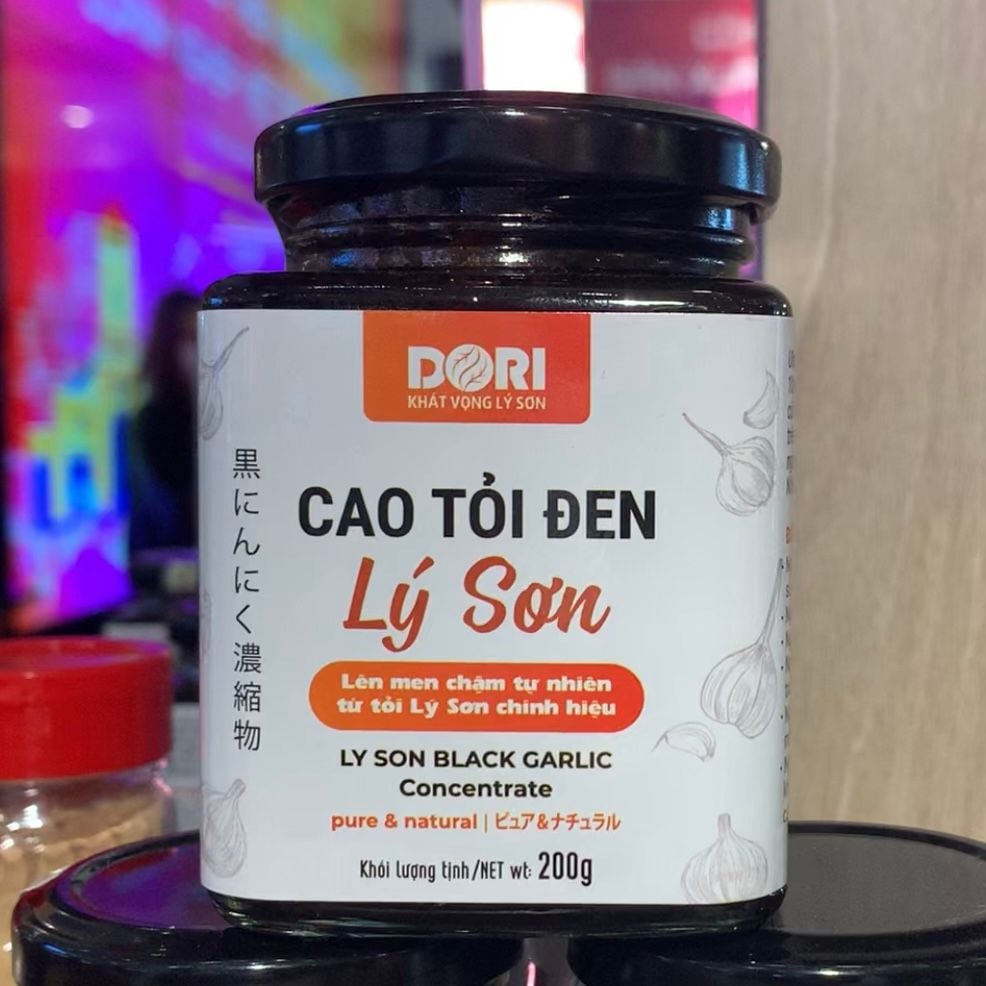 DORI
KHÁT VỌNG LÝ SƠN
黒にんにく濃縮物
CAO TỎI ĐEN
Lý Sơn
Lên men chậm tự nhiên
từ tỏi Lý Sơn chính hiệu
LY SON BLACK GARLIC
Concentrate
pure & natural | ピュア&ナチュラル
Khối lượng tịnh/NET wt: 200g